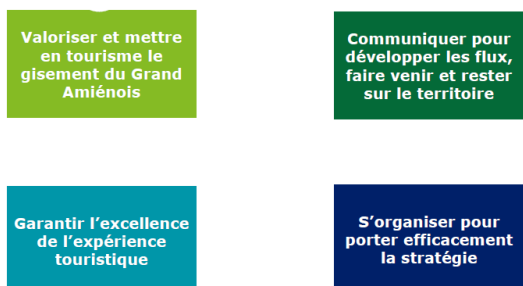 Valoriser et mettre
en tourisme le
gisement du Grand
Amiénois
Communiquer pour
développer les flux,
faire venir et rester
sur le territoire
Garantir l’excellence
de l’expérience
touristique
S’organiser pour
porter efficacement
la stratégie